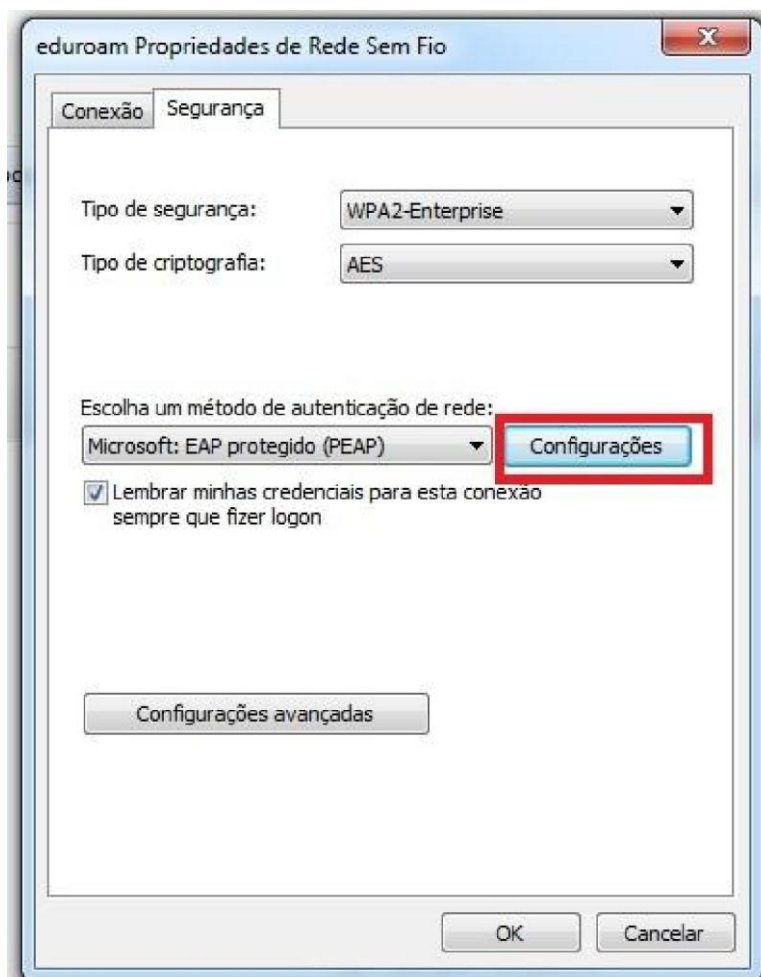 eduroam Propriedades de Rede Sem Fio
Conexão
Segurança
Tipo de segurança:
WPA2-Enterprise
Tipo de criptografia:
AES
Escolha um método de autenticação de rede:
Microsoft: EAP protegido (PEAP)
Configurações
Lembrar minhas credenciais para esta conexão
sempre que fizer logon
Configurações avançadas
OK
Cancelar